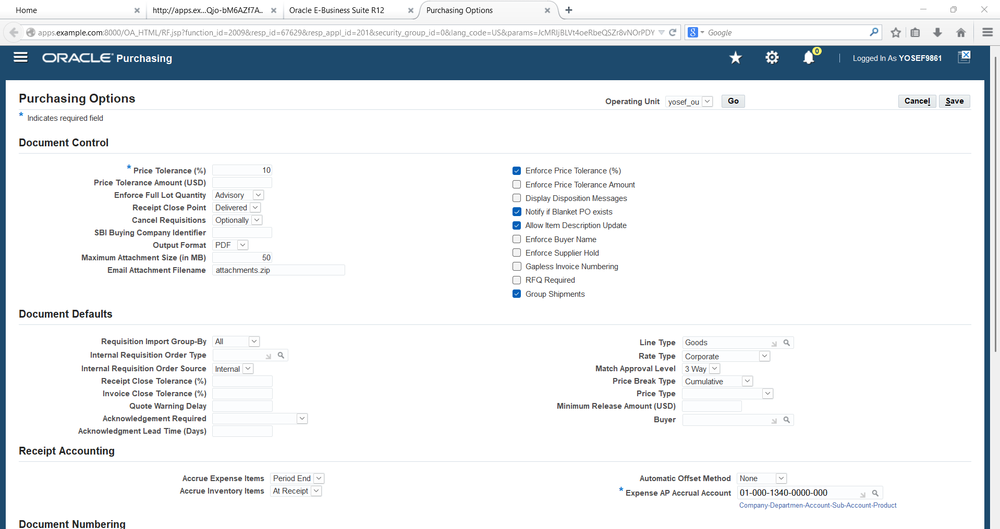 Home
http://apps.ex...Qjo-bM6AZf7A..
Oracle E-Business Suite R12
Purchasing Options
apps.example.com:8000/OA_HTML/RF.jsp?function_id=2009&resp_id=67629&resp_appl_id=201&security_group_id=0&lang_code=US&params=JcMRIjBLVt4oeRbeQSZr8vNOrPDY
8 Google
ORACLE Purchasing
0
Logged In As YOSEF9861
Purchasing Options
Operating Unit yosef_ou Go
Cancel Save
* Indicates required field
Document Control
* Price Tolerance (%) 10
Price Tolerance Amount (USD)
Enforce Full Lot Quantity Advisory
Receipt Close Point Delivered
Cancel Requisitions Optionally
SBI Buying Company Identifier
Output Format PDF
Maximum Attachment Size (in MB) 50
Email Attachment Filename attachments.zip
Enforce Price Tolerance (%)
Enforce Price Tolerance Amount
Display Disposition Messages
Notify if Blanket PO exists
Allow Item Description Update
Enforce Buyer Name
Enforce Supplier Hold
Gapless Invoice Numbering
RFQ Required
Group Shipments
Document Defaults
Requisition Import Group-By All
Internal Requisition Order Type
Internal Requisition Order Source Internal
Receipt Close Tolerance (%)
Invoice Close Tolerance (%)
Quote Warning Delay
Acknowledgement Required
Acknowledgment Lead Time (Days)
Line Type Goods
Rate Type Corporate
Match Approval Level 3 Way
Price Break Type Cumulative
Price Type
Minimum Release Amount (USD)
Buyer
Receipt Accounting
Accrue Expense Items Period End
Accrue Inventory Items At Receipt
Automatic Offset Method None
* Expense AP Accrual Account 01-000-1340-0000-000
Company-Departmen-Account-Sub-Account-Product
Document Numbering